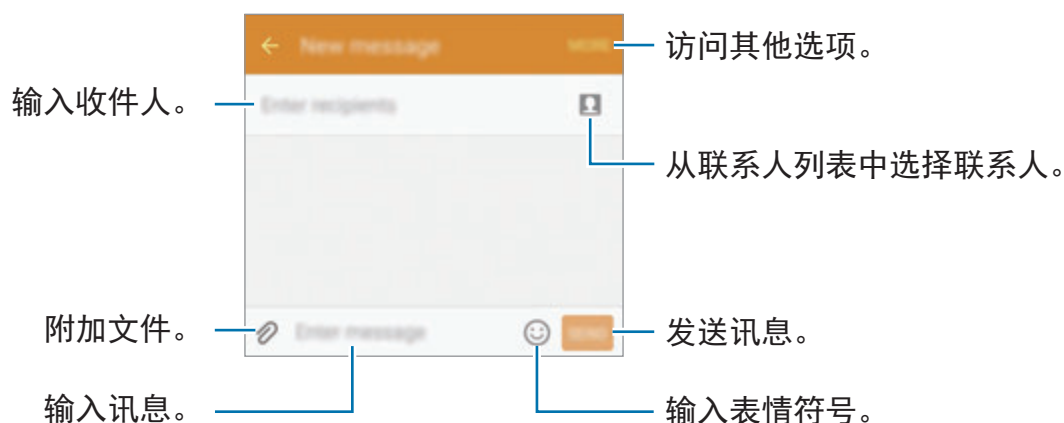 New message
MORE
访问其他选项。
输入收件人。
Enter recipients
从联系人列表中选择联系人。
附加文件。
Enter message
SEND
发送讯息。
输入讯息。
输入表情符号。